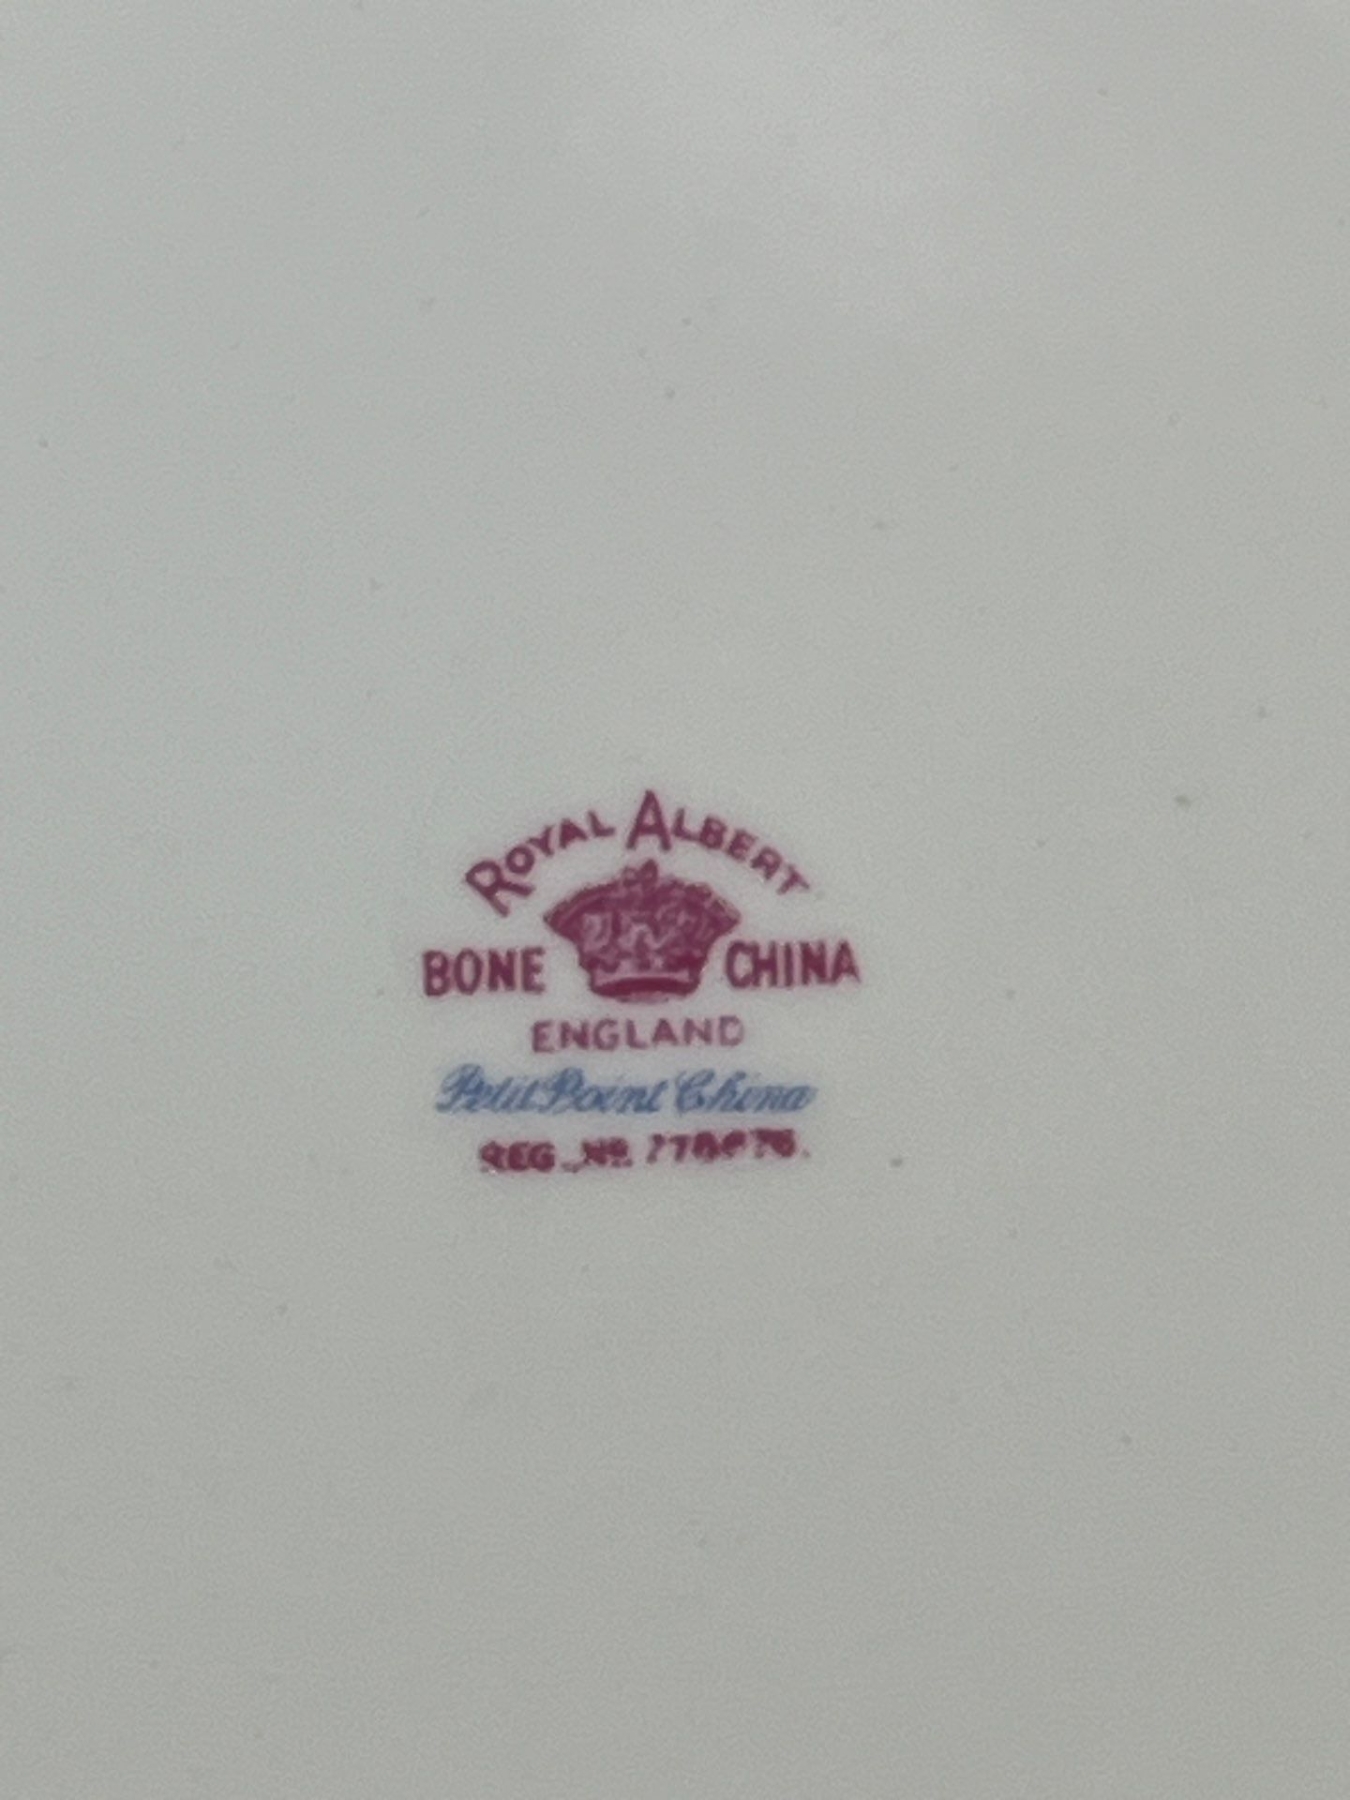 ROYAL ALBERT
BONE CHINA
ENGLAND
Petit Point China
REG. Nº.